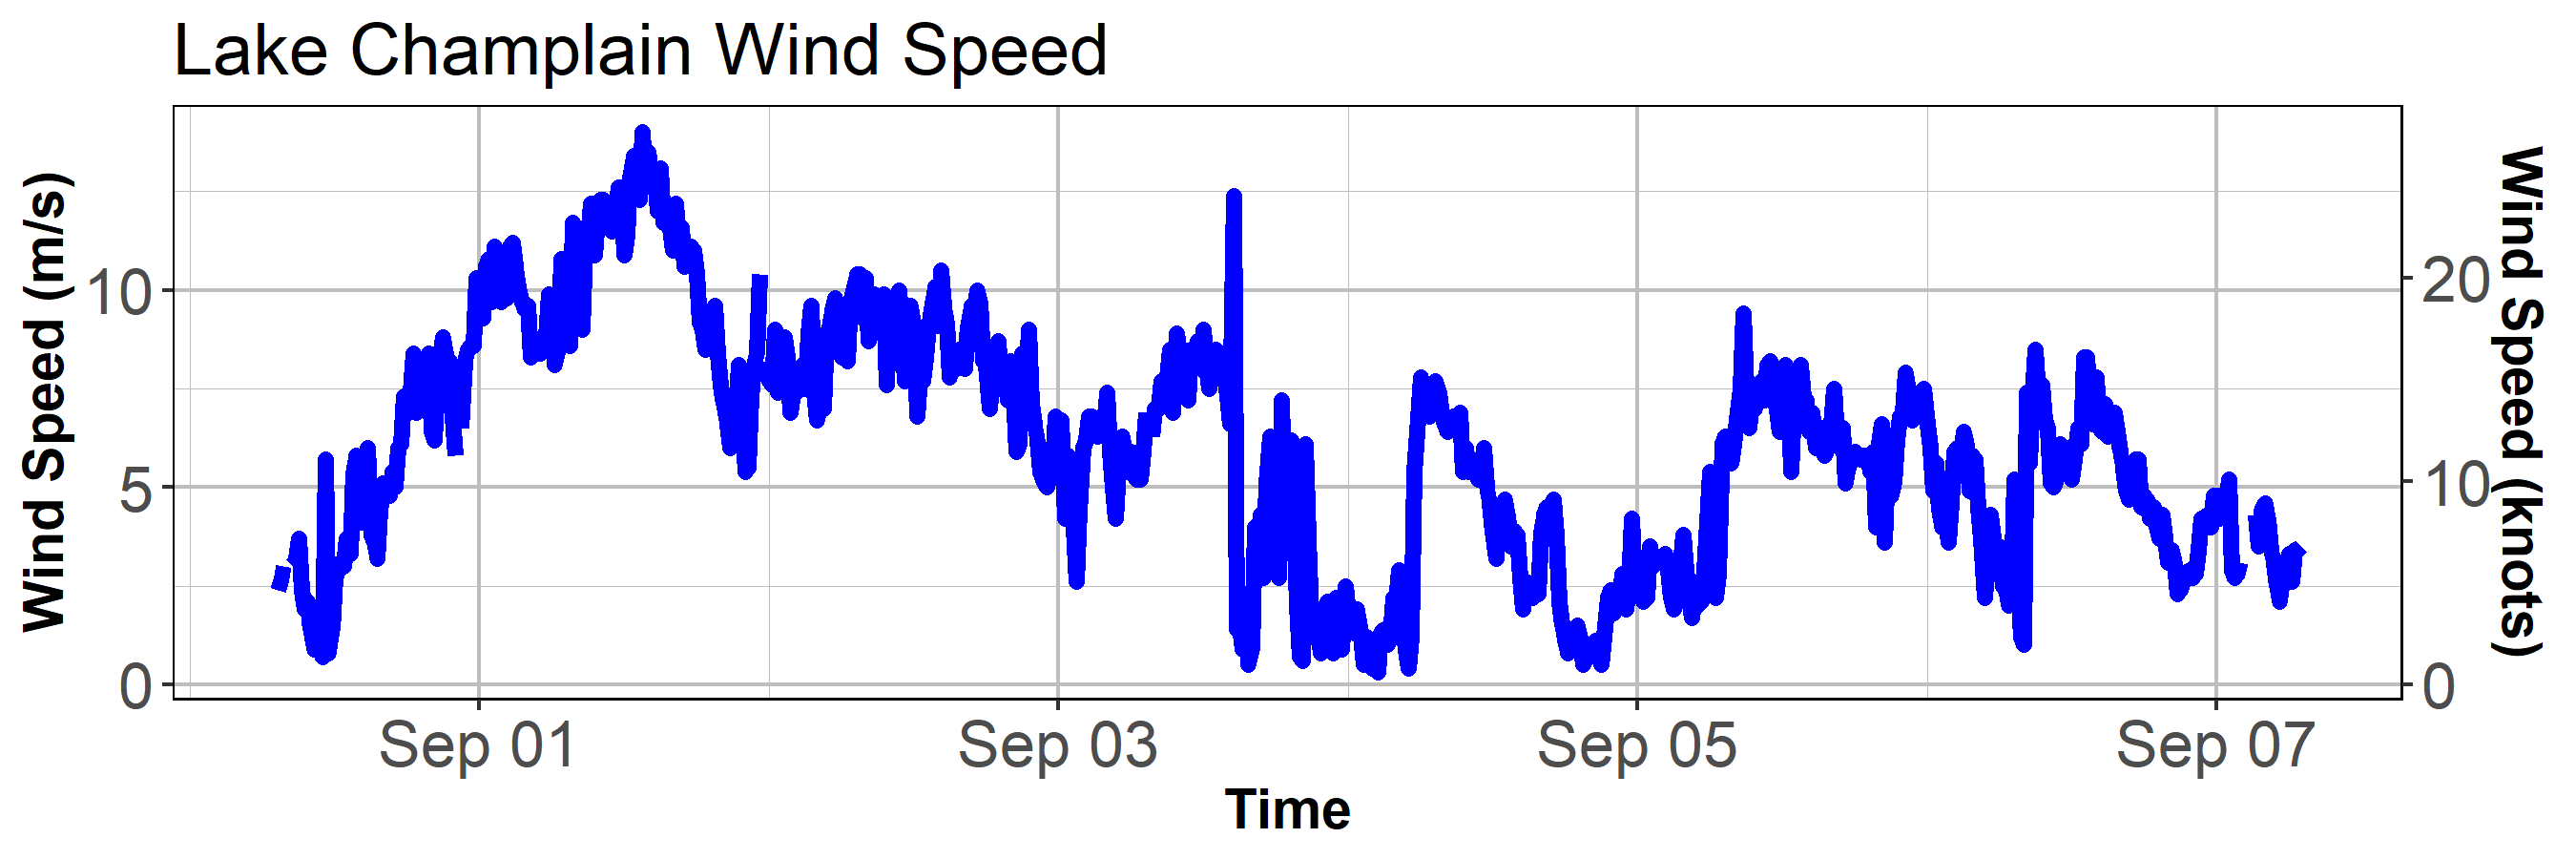 Lake Champlain Wind Speed
Wind Speed (m/s)
10
5
0
Wind Speed (knots)
20
10
0
Sep 01
Sep 03
Sep 05
Sep 07
Time